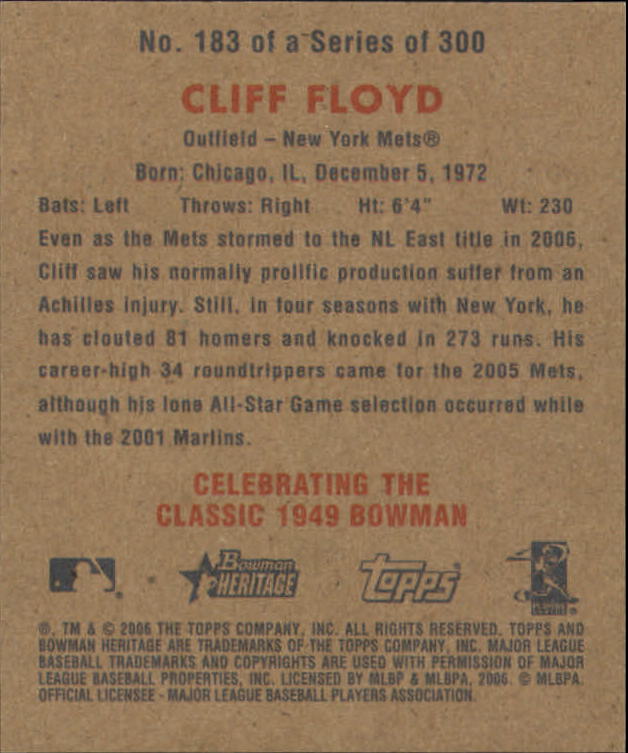 No. 183 of a Series of 300
CLIFF FLOYD
Outfield – New York Mets®
Born: Chicago, IL, December 5, 1972
Bats: Left Throws: Right Ht: 6'4" Wt: 230
Even as the Mets stormed to the NL East title in 2006,
Cliff saw his normally prolific production suffer from an
Achilles injury. Still, in four seasons with New York, he
has clouted 81 homers and knocked in 273 runs. His
career-high 34 roundtrippers came for the 2005 Mets,
although his lone All-Star Game selection occurred while
with the 2001 Marlins.
CELEBRATING THE
CLASSIC 1949 BOWMAN
Bowman
HERITAGE
Topps
®, TM & © 2006 THE TOPPS COMPANY, INC. ALL RIGHTS RESERVED. TOPPS AND
BOWMAN HERITAGE ARE TRADEMARKS OF THE TOPPS COMPANY, INC. MAJOR LEAGUE
BASEBALL TRADEMARKS AND COPYRIGHTS ARE USED WITH PERMISSION OF MAJOR
LEAGUE BASEBALL PROPERTIES, INC. LICENSED BY MLBP & MLBPA, 2006. © MLBPA
OFFICIAL LICENSEE - MAJOR LEAGUE BASEBALL PLAYERS ASSOCIATION.